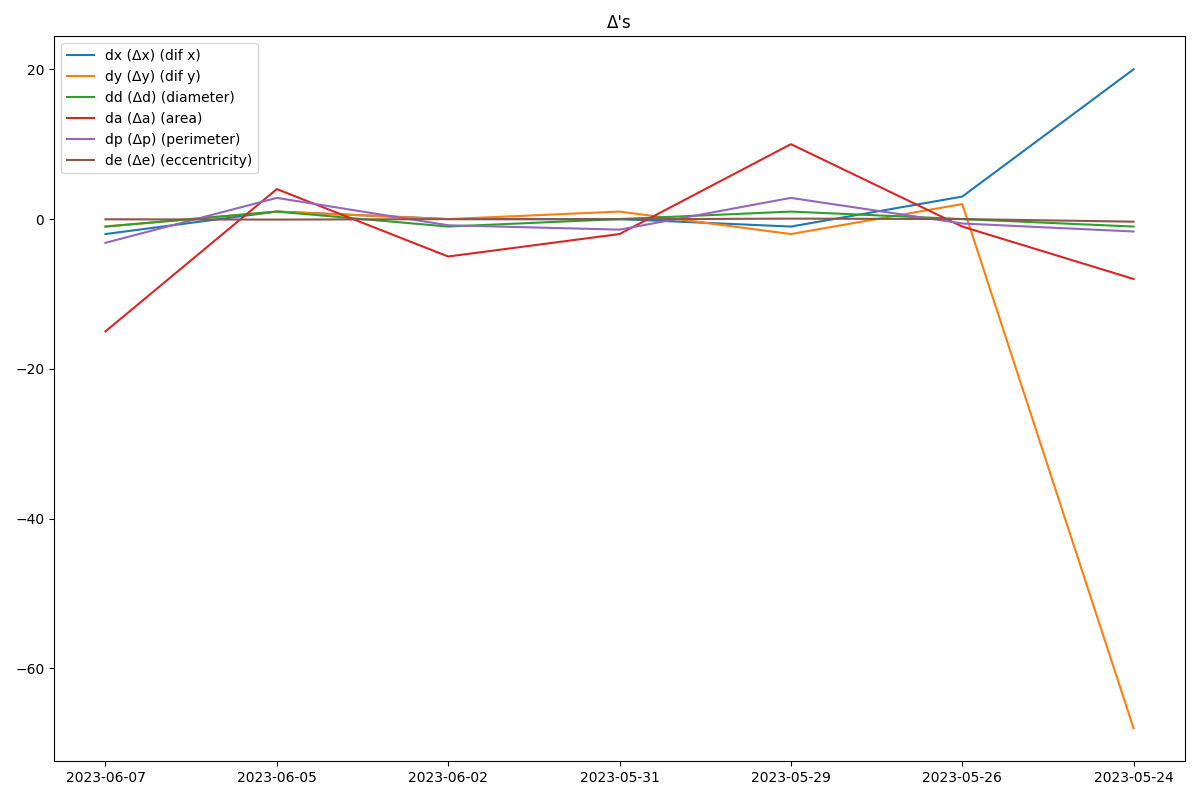 Δ's
dx (Δx) (dif x)
dy (Δy) (dif y)
dd (Δd) (diameter)
da (Δa) (area)
dp (Δp) (perimeter)
de (Δe) (eccentricity)
20
0
−20
−40
−60
2023-06-07 2023-06-05 2023-06-02 2023-05-31 2023-05-29 2023-05-26 2023-05-24